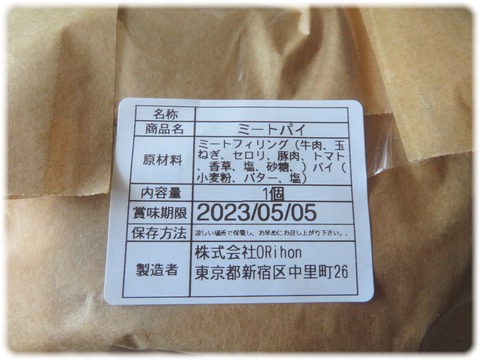 名称
商品名 ミートパイ
原材料 ミートフィリング（牛肉、玉
ねぎ、セロリ、豚肉、トマト
、香草、塩、砂糖、）パイ（
小麦粉、バター、塩）
内容量 1個
賞味期限 2023/05/05
保存方法 涼しい場所で保管し、お早めにお召し上がり下さい。.
製造者 株式会社ORihon
東京都新宿区中里町26